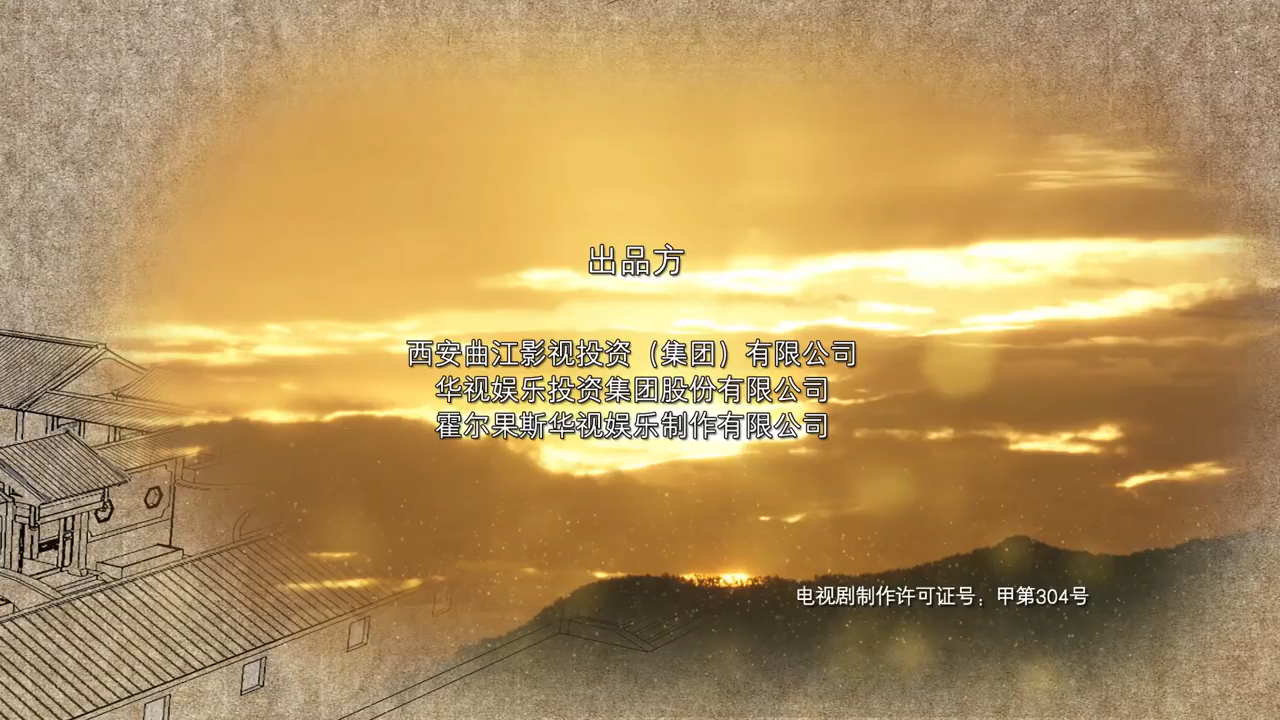 出品方
西安曲江影视投资（集团）有限公司
华视娱乐投资集团股份有限公司
霍尔果斯华视娱乐制作有限公司
电视剧制作许可证号：甲第304号